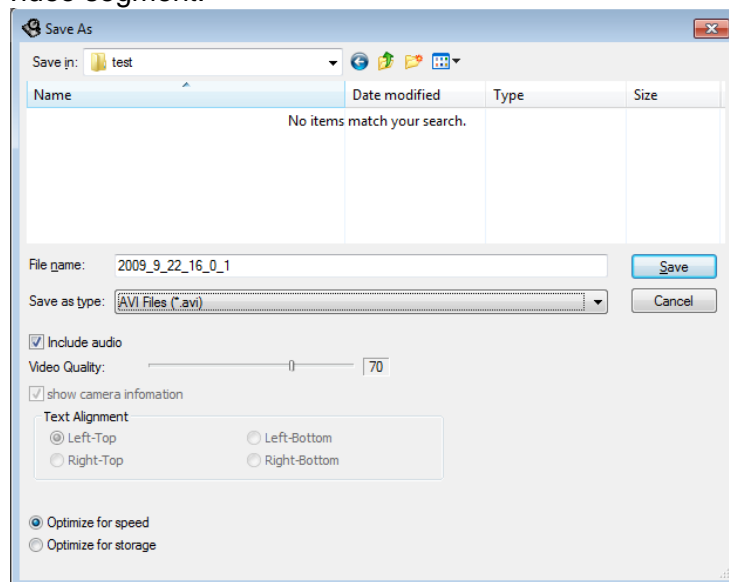 video segment.
Save As
Save in: test
Name Date modified Type Size
No items match your search.
File name: 2009_9_22_16_0_1 Save
Save as type: AVI Files (*.avi) Cancel
Include audio
Video Quality: 70
show camera infomation
Text Alignment
Left-Top Left-Bottom
Right-Top Right-Bottom
Optimize for speed
Optimize for storage